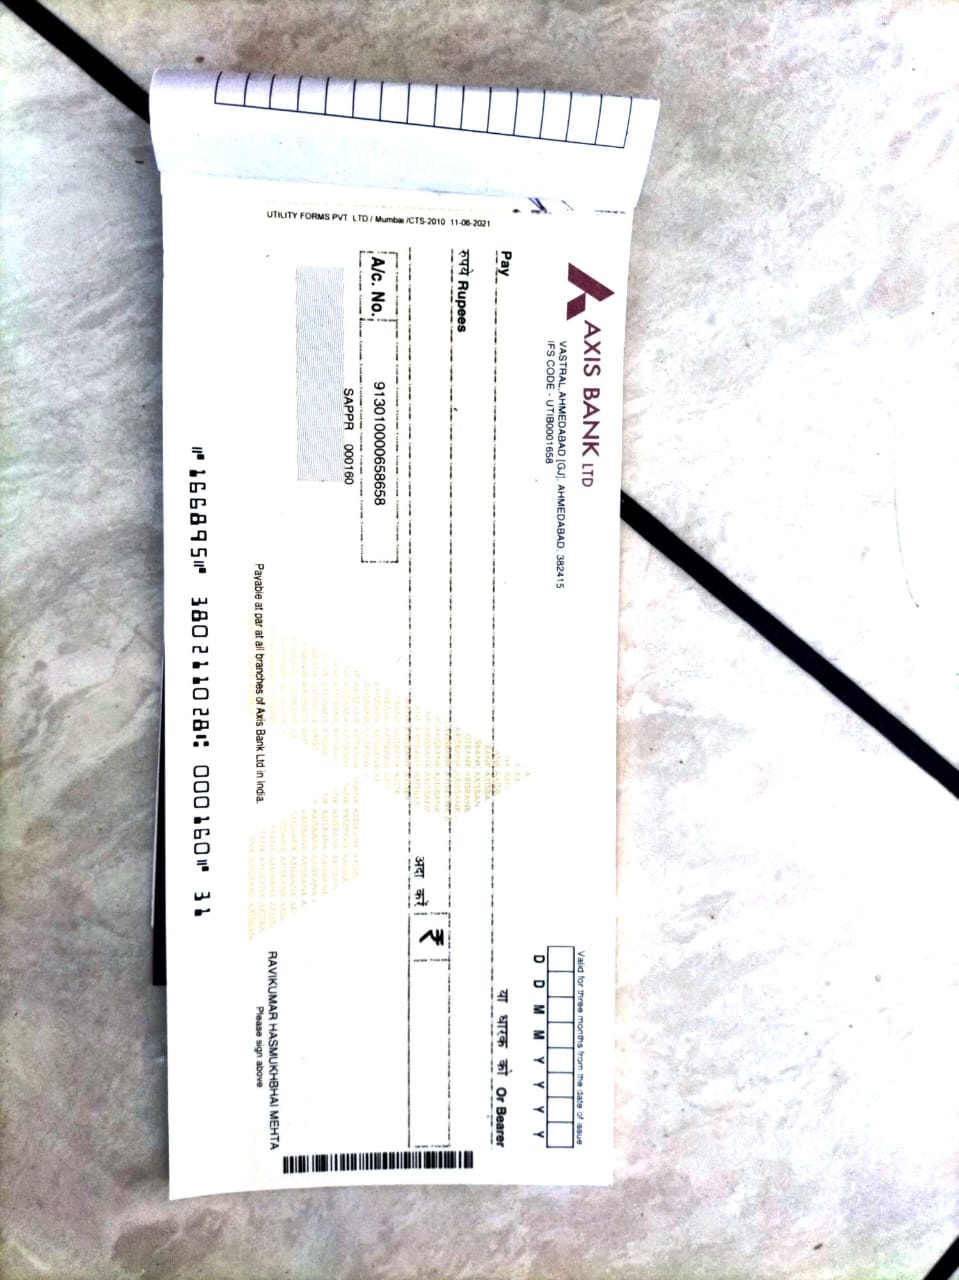 AXIS BANK LTD
VASTRAL, AHMEDABAD [GJ], AHMEDABAD, 382415
IFS CODE - UTIB0001658
Valid for three months from the date of issue
D D M M Y Y Y Y
Pay
या धारक को Or Bearer
रुपये Rupees
अदा करें
₹
A/c. No.
913010000658658
SAPPR 000160
UTILITY FORMS PVT. LTD / Mumbai /CTS-2010 11-06-2021
Payable at par at all branches of Axis Bank Ltd in India.
RAVIKUMAR HASMUKHBHAI MEHTA
Please sign above
⑈166895⑈ 380211028⑆ 000160⑈ 31